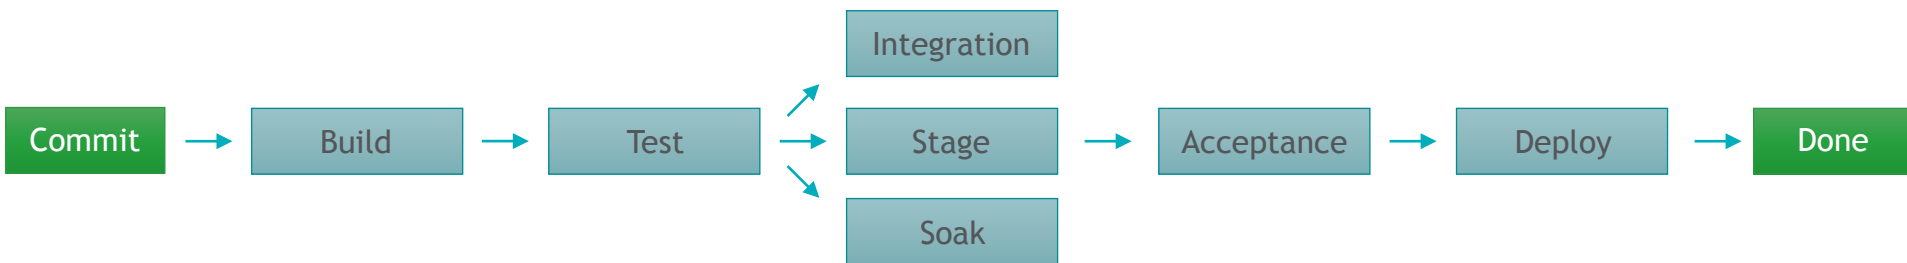 Commit
Build
Test
Integration
Stage
Soak
Acceptance
Deploy
Done